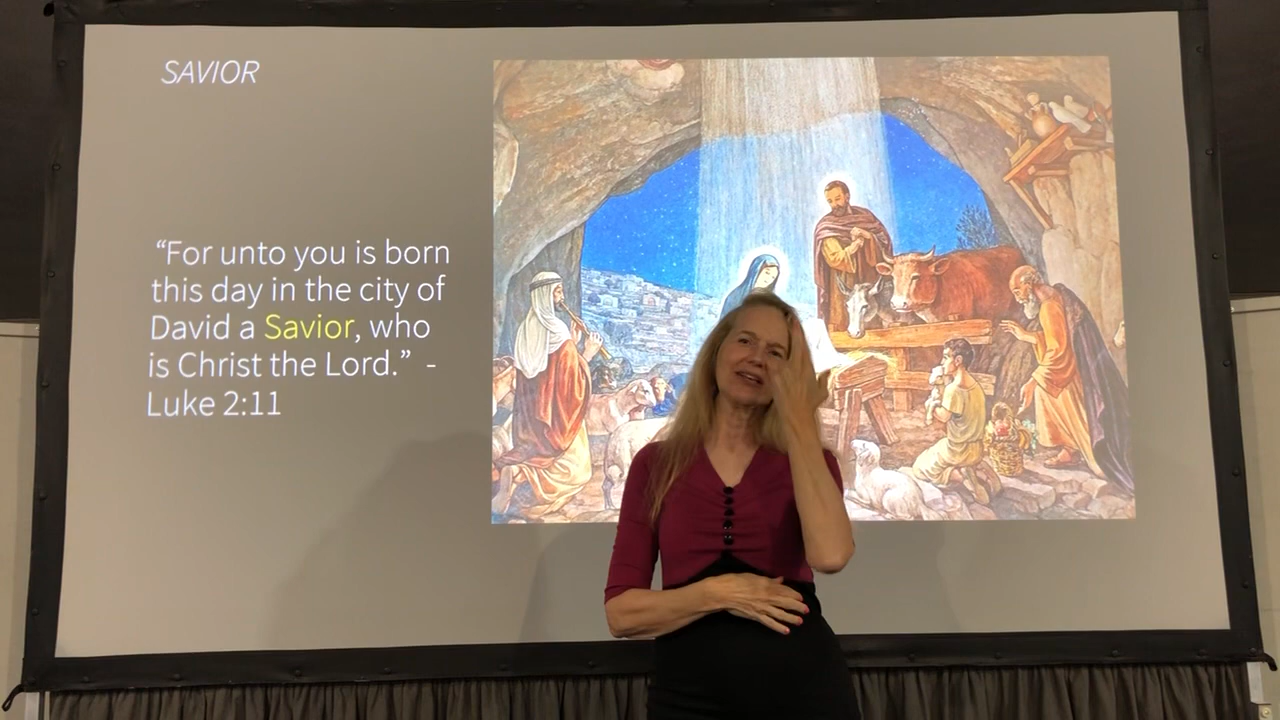 SAVIOR
“For unto you is born
this day in the city of
David a Savior, who
is Christ the Lord.” -
Luke 2:11